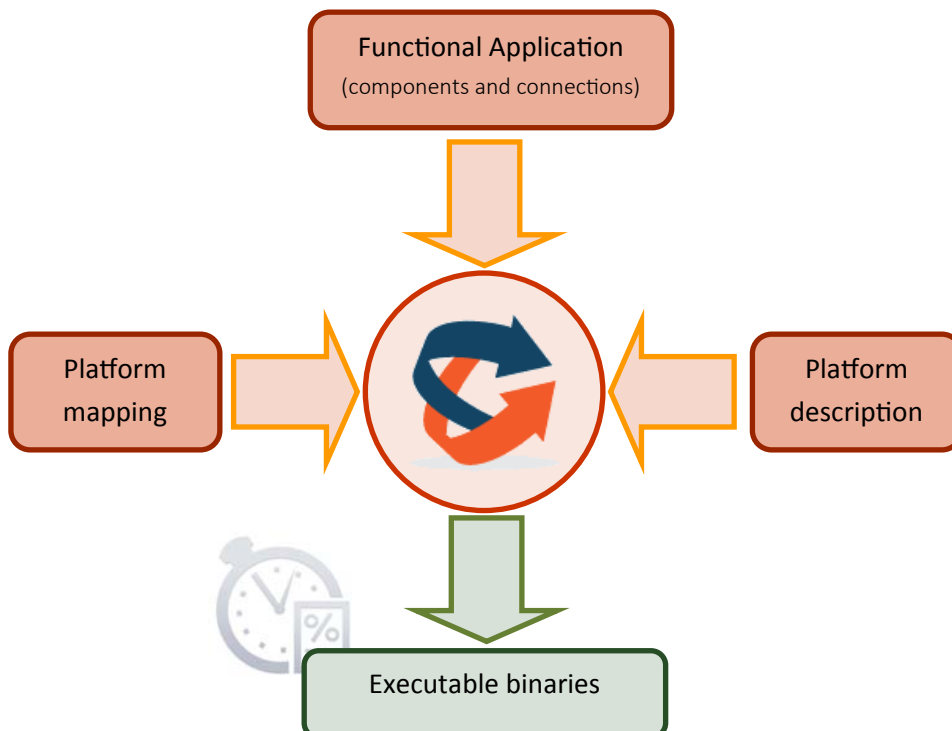 Functional Application
(components and connections)
Platform
mapping
Platform
description
%
Executable binaries